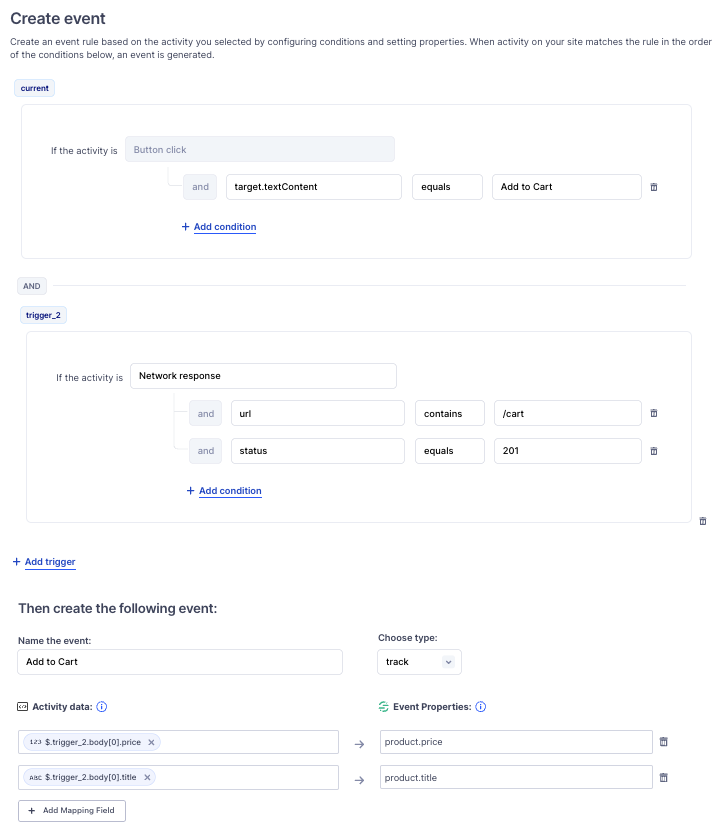 Create event
Create an event rule based on the activity you selected by configuring conditions and setting properties. When activity on your site matches the rule in the order
of the conditions below, an event is generated.
current
If the activity is Button click
and target.textContent equals Add to Cart
+ Add condition
AND
trigger_2
If the activity is Network response
and url contains /cart
and status equals 201
+ Add condition
+ Add trigger
Then create the following event:
Name the event: Choose type:
Add to Cart track
Activity data: Event Properties:
123 $.trigger_2.body[0].price × → product.price
ABC $.trigger_2.body[0].title × → product.title
+ Add Mapping Field